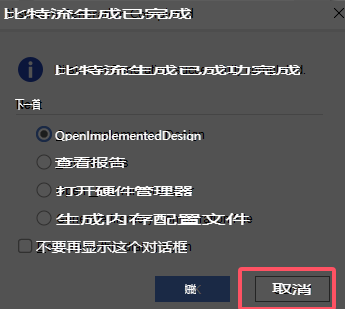 比特流生成已完成
比特流生成已成功完成
下一首
OpenImplementedDesign
查看报告
打开硬件管理器
生成内存配置文件
不要再显示这个对话框
取消